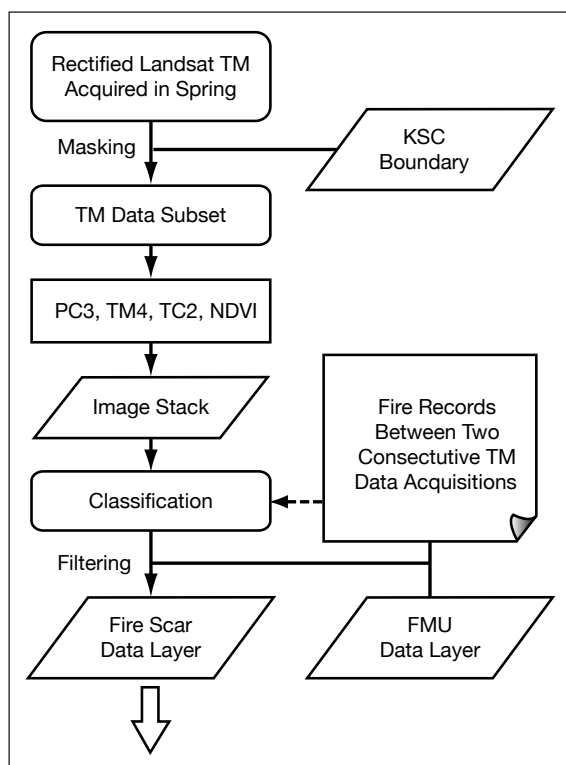 Rectified Landsat TM
Acquired in Spring
Masking
KSC
Boundary
TM Data Subset
PC3, TM4, TC2, NDVI
Image Stack
Fire Records
Between Two
Consectutive TM
Data Acquisitions
Classification
Filtering
Fire Scar
Data Layer
FMU
Data Layer